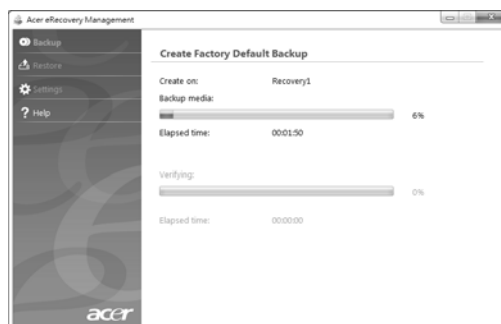 Acer eRecovery Management
Backup
Restore
Settings
? Help
Create Factory Default Backup
Create on: Recovery1
Backup media:
6%
Elapsed time: 00:01:50
Verifying:
0%
Elapsed time: 00:00:00
acer